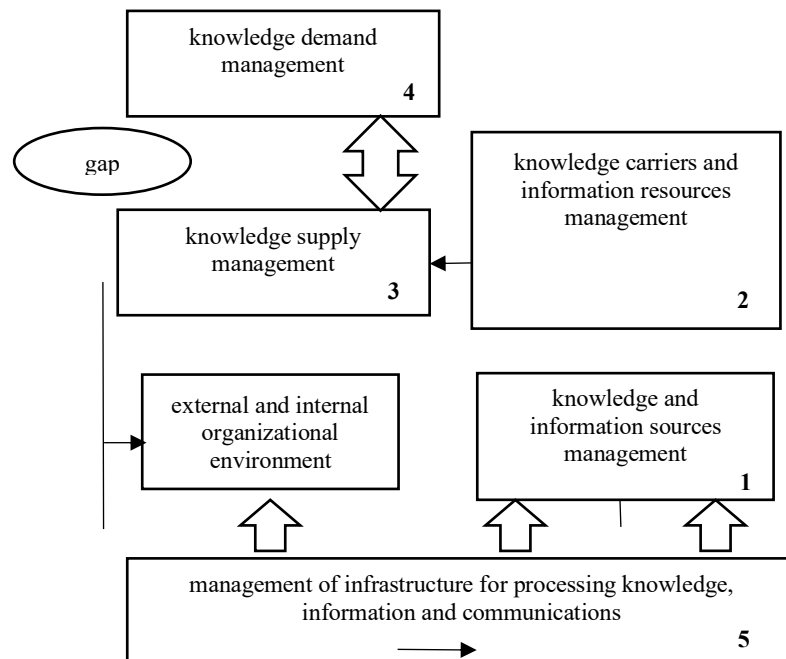 knowledge demand
management
4
gap
knowledge carriers and
information resources
management
2
knowledge supply
management
3
external and internal
organizational
environment
knowledge and
information sources
management
1
management of infrastructure for processing knowledge,
information and communications
5